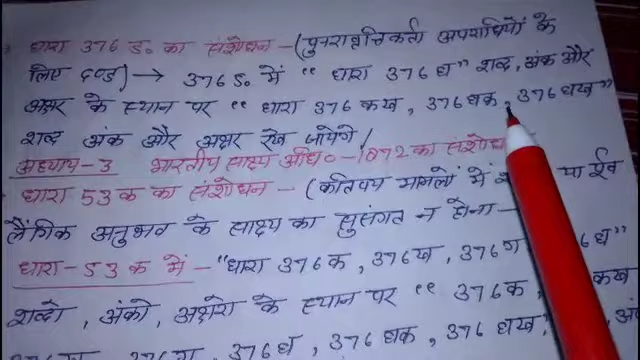 धारा 376 ड० का संशोधन – (पुनरावृत्तिकर्ता अपराधियों के
लिए दण्ड) → 376 ड० में “ धारा 376 घ” शब्द, अंक और
अक्षर के स्थान पर “ धारा 376 कख, 376 घक, 376 घख”
शब्द अंक और अक्षर रखे जायेगे।
अध्याय-3 भारतीय साक्ष्य अधि० - 1872 का संशोध
धारा 53 क का संशोधन – (कतिपय मामलो में या पूर्व
लैंगिक अनुभव के साक्ष्य का सुसंगत न होना –
धारा-53 क में – “धारा 376 क, 376 ख, 376 ग घ”
शब्दो, अंको, अक्षरो के स्थान पर “ 376 क, कख
376 घ, 376 घक, 376 घख,